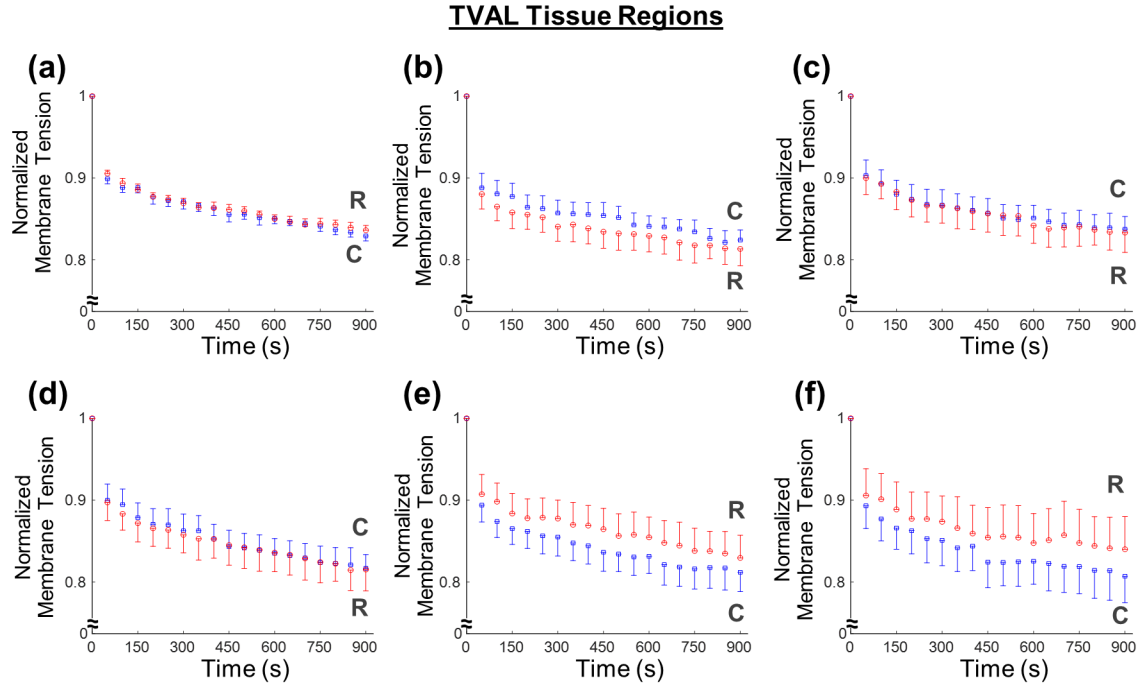 TVAL Tissue Regions
(a)
Normalized
Membrane Tension
1
0.9
0.8
0
R
C
0 150 300 450 600 750 900
Time (s)
(b)
Normalized
Membrane Tension
1
0.9
0.8
0
C
R
0 150 300 450 600 750 900
Time (s)
(c)
Normalized
Membrane Tension
1
0.9
0.8
0
C
R
0 150 300 450 600 750 900
Time (s)
(d)
Normalized
Membrane Tension
1
0.9
0.8
0
C
R
0 150 300 450 600 750 900
Time (s)
(e)
Normalized
Membrane Tension
1
0.9
0.8
0
R
C
0 150 300 450 600 750 900
Time (s)
(f)
Normalized
Membrane Tension
1
0.9
0.8
0
R
C
0 150 300 450 600 750 900
Time (s)